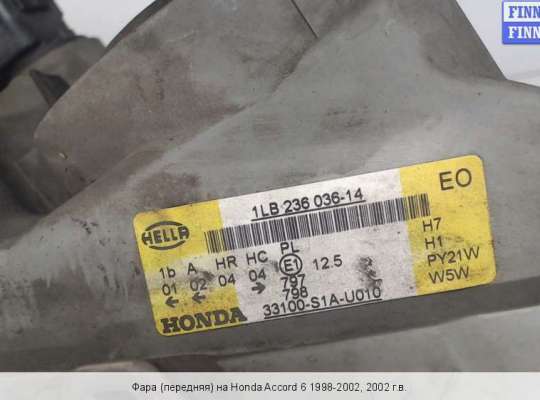 FINN
FINN
1LB 236 036-14
EO
HELLA
1b A HR HC PL
01 02 04 04 E1 12.5
797
798
H7
H1
PY21W
W5W
HONDA
33100-S1A-U010
Фара (передняя) на Honda Accord 6 1998-2002, 2002 г.в.